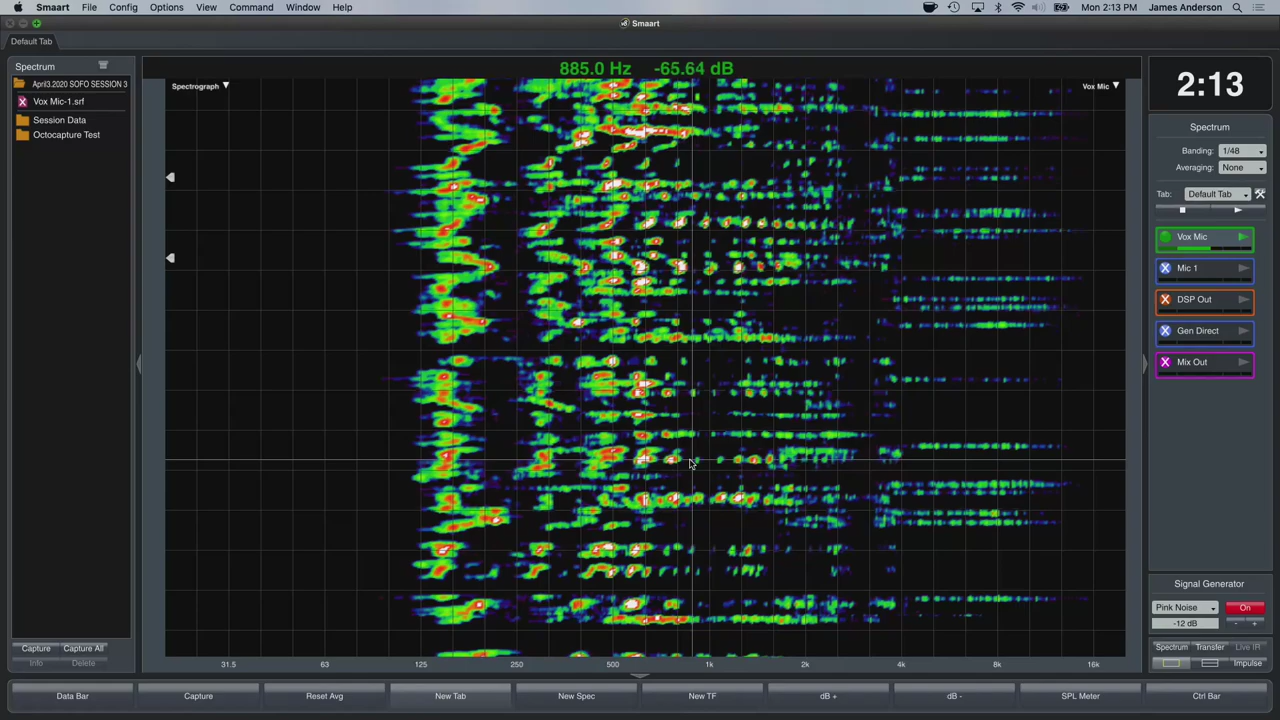 Smaart File Config Options View Command Window Help Mon 2:13 PM James Anderson
Smaart
Default Tab
Spectrum
April3.2020 SOFO SESSION 3
Vox Mic-1.srf
Session Data
Octocapture Test
Capture Capture All
Info Delete
885.0 Hz -65.64 dB
Spectrograph Vox Mic
31.5 63 125 250 500 1k 2k 4k 8k 16k
2:13
Spectrum
Banding: 1/48
Averaging: None
Tab: Default Tab
Vox Mic
Mic 1
DSP Out
Gen Direct
Mix Out
Signal Generator
Pink Noise On
-12 dB - +
Spectrum Transfer Live IR
Impulse
Data Bar Capture Reset Avg New Tab New Spec New TF dB + dB - SPL Meter Ctrl Bar